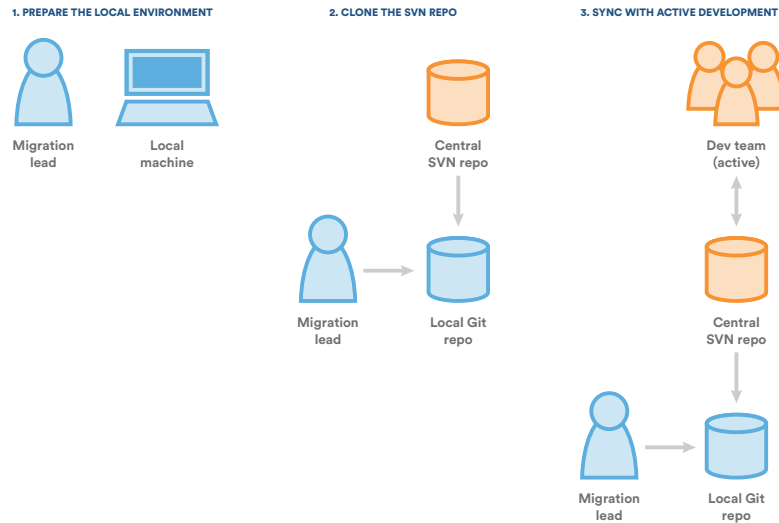 1. PREPARE THE LOCAL ENVIRONMENT
Migration
lead
Local
machine
2. CLONE THE SVN REPO
Central
SVN repo
Migration
lead
Local Git
repo
3. SYNC WITH ACTIVE DEVELOPMENT
Dev team
(active)
Central
SVN repo
Migration
lead
Local Git
repo